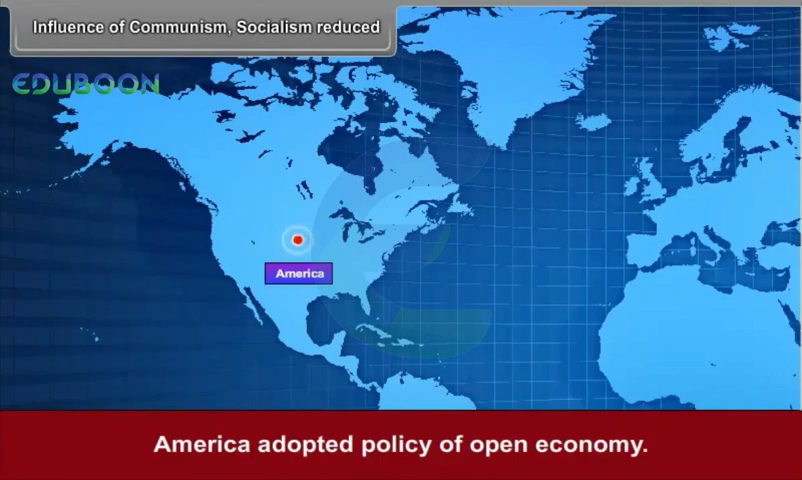 Influence of Communism, Socialism reduced
EDUBOON
America
America adopted policy of open economy.